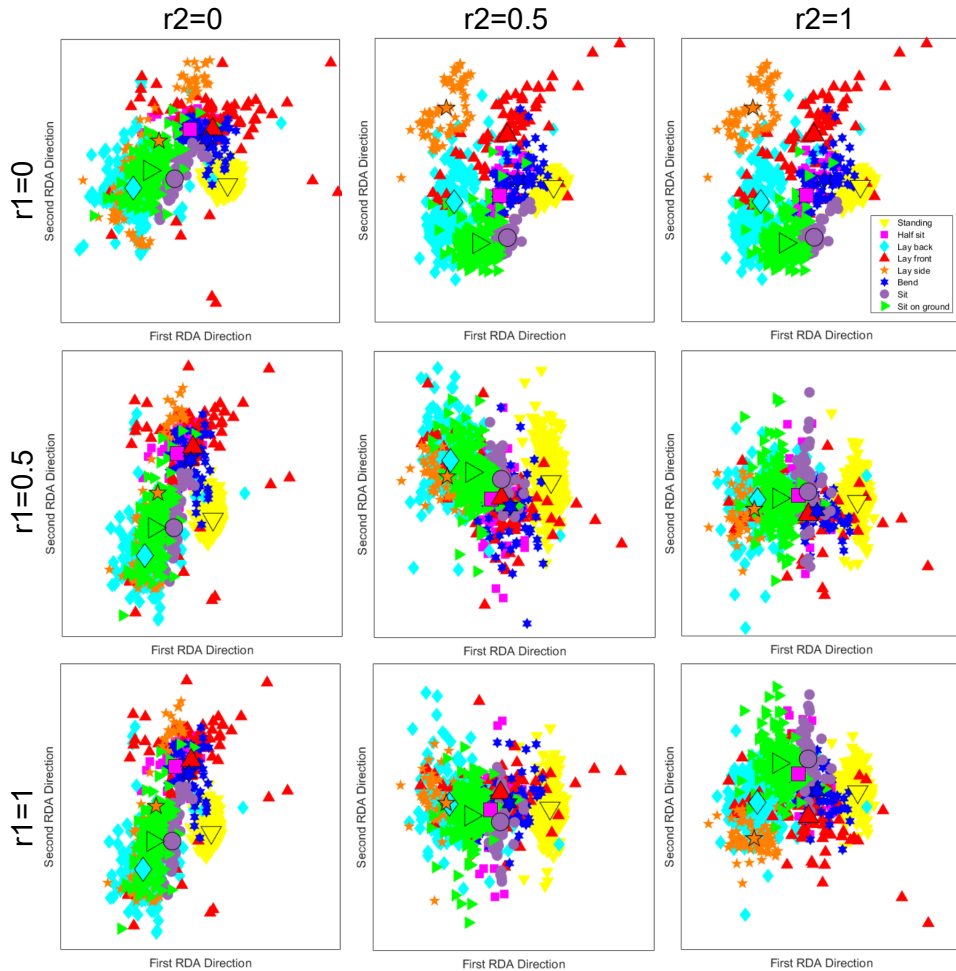 r2=0 r2=0.5 r2=1
r1=0
Second RDA Direction Second RDA Direction Second RDA Direction
Standing
Half sit
Lay back
Lay front
Lay side
Bend
Sit
Sit on ground
First RDA Direction First RDA Direction First RDA Direction
r1=0.5
Second RDA Direction Second RDA Direction Second RDA Direction
First RDA Direction First RDA Direction First RDA Direction
r1=1
Second RDA Direction Second RDA Direction Second RDA Direction
First RDA Direction First RDA Direction First RDA Direction